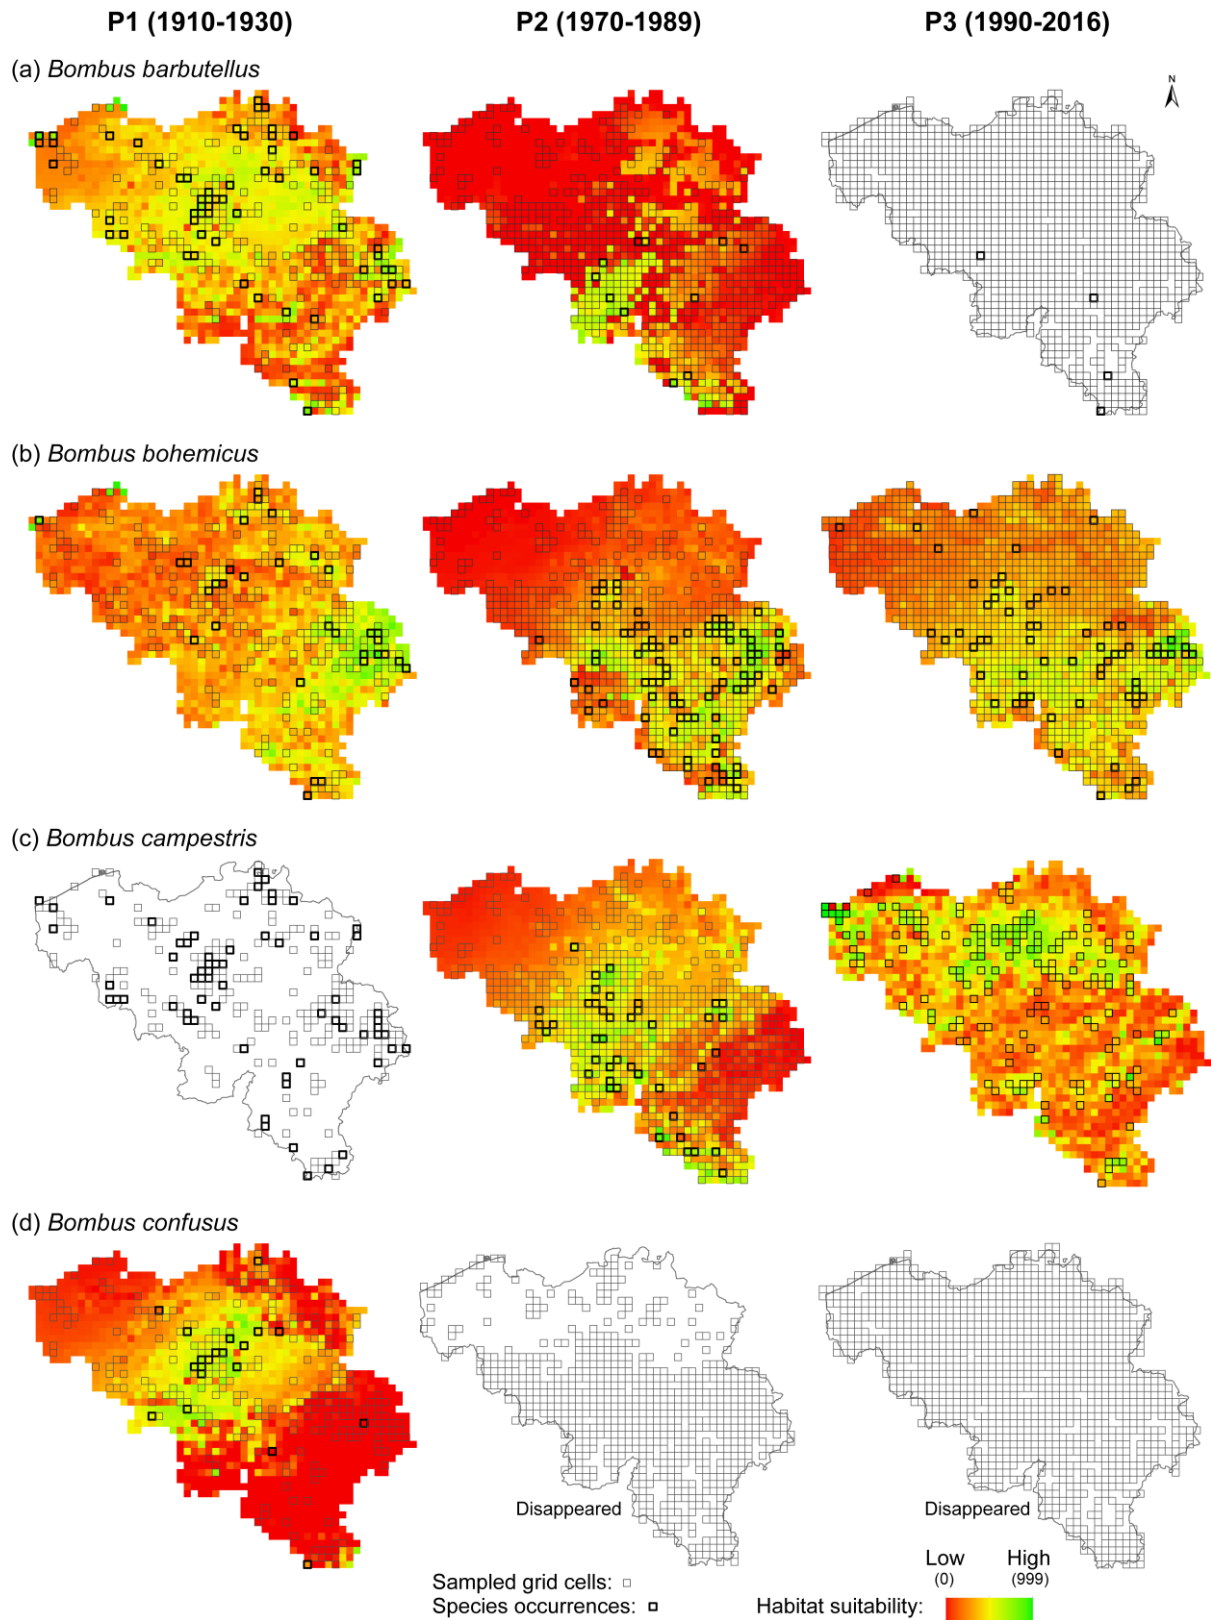 P1 (1910-1930) P2 (1970-1989) P3 (1990-2016)
(a) Bombus barbutellus
N
(b) Bombus bohemicus
(c) Bombus campestris
(d) Bombus confusus
Disappeared Disappeared
Low High
(0) (999)
Sampled grid cells:
Species occurrences:
Habitat suitability: